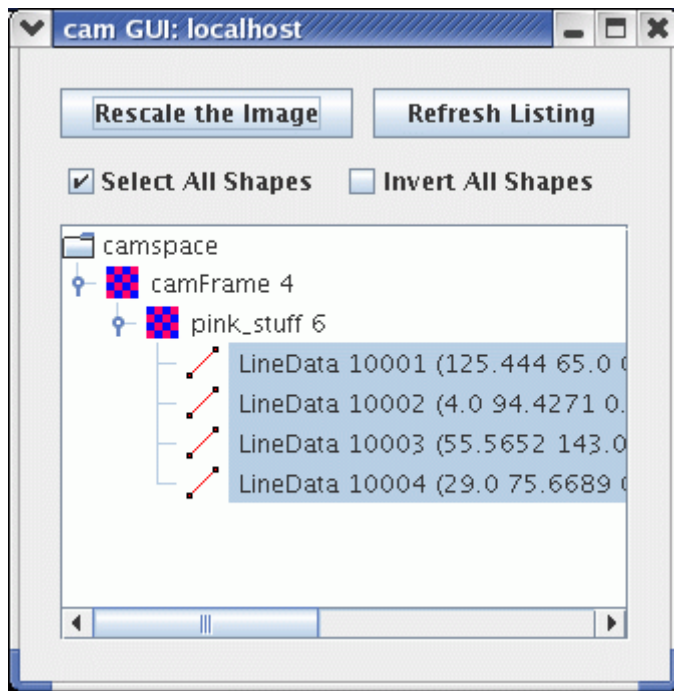 cam GUI: localhost
Rescale the Image Refresh Listing
Select All Shapes Invert All Shapes
camspace
camFrame 4
pink_stuff 6
LineData 10001 (125.444 65.0
LineData 10002 (4.0 94.4271 0.
LineData 10003 (55.5652 143.0
LineData 10004 (29.0 75.6689